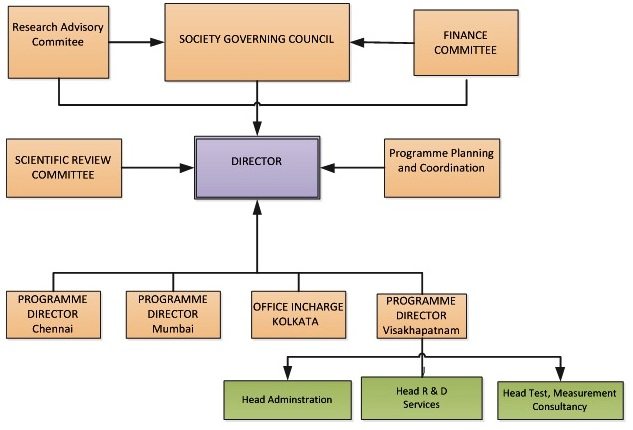 Research Advisory
Commitee
SOCIETY GOVERNING COUNCIL
FINANCE
COMMITTEE
SCIENTIFIC REVIEW
COMMITTEE
DIRECTOR
Programme Planning
and Coordination
PROGRAMME
DIRECTOR
Chennai
PROGRAMME
DIRECTOR
Mumbai
OFFICE INCHARGE
KOLKATA
PROGRAMME
DIRECTOR
Visakhapatnam
Head Adminstration
Head R & D
Services
Head Test, Measurement
Consultancy